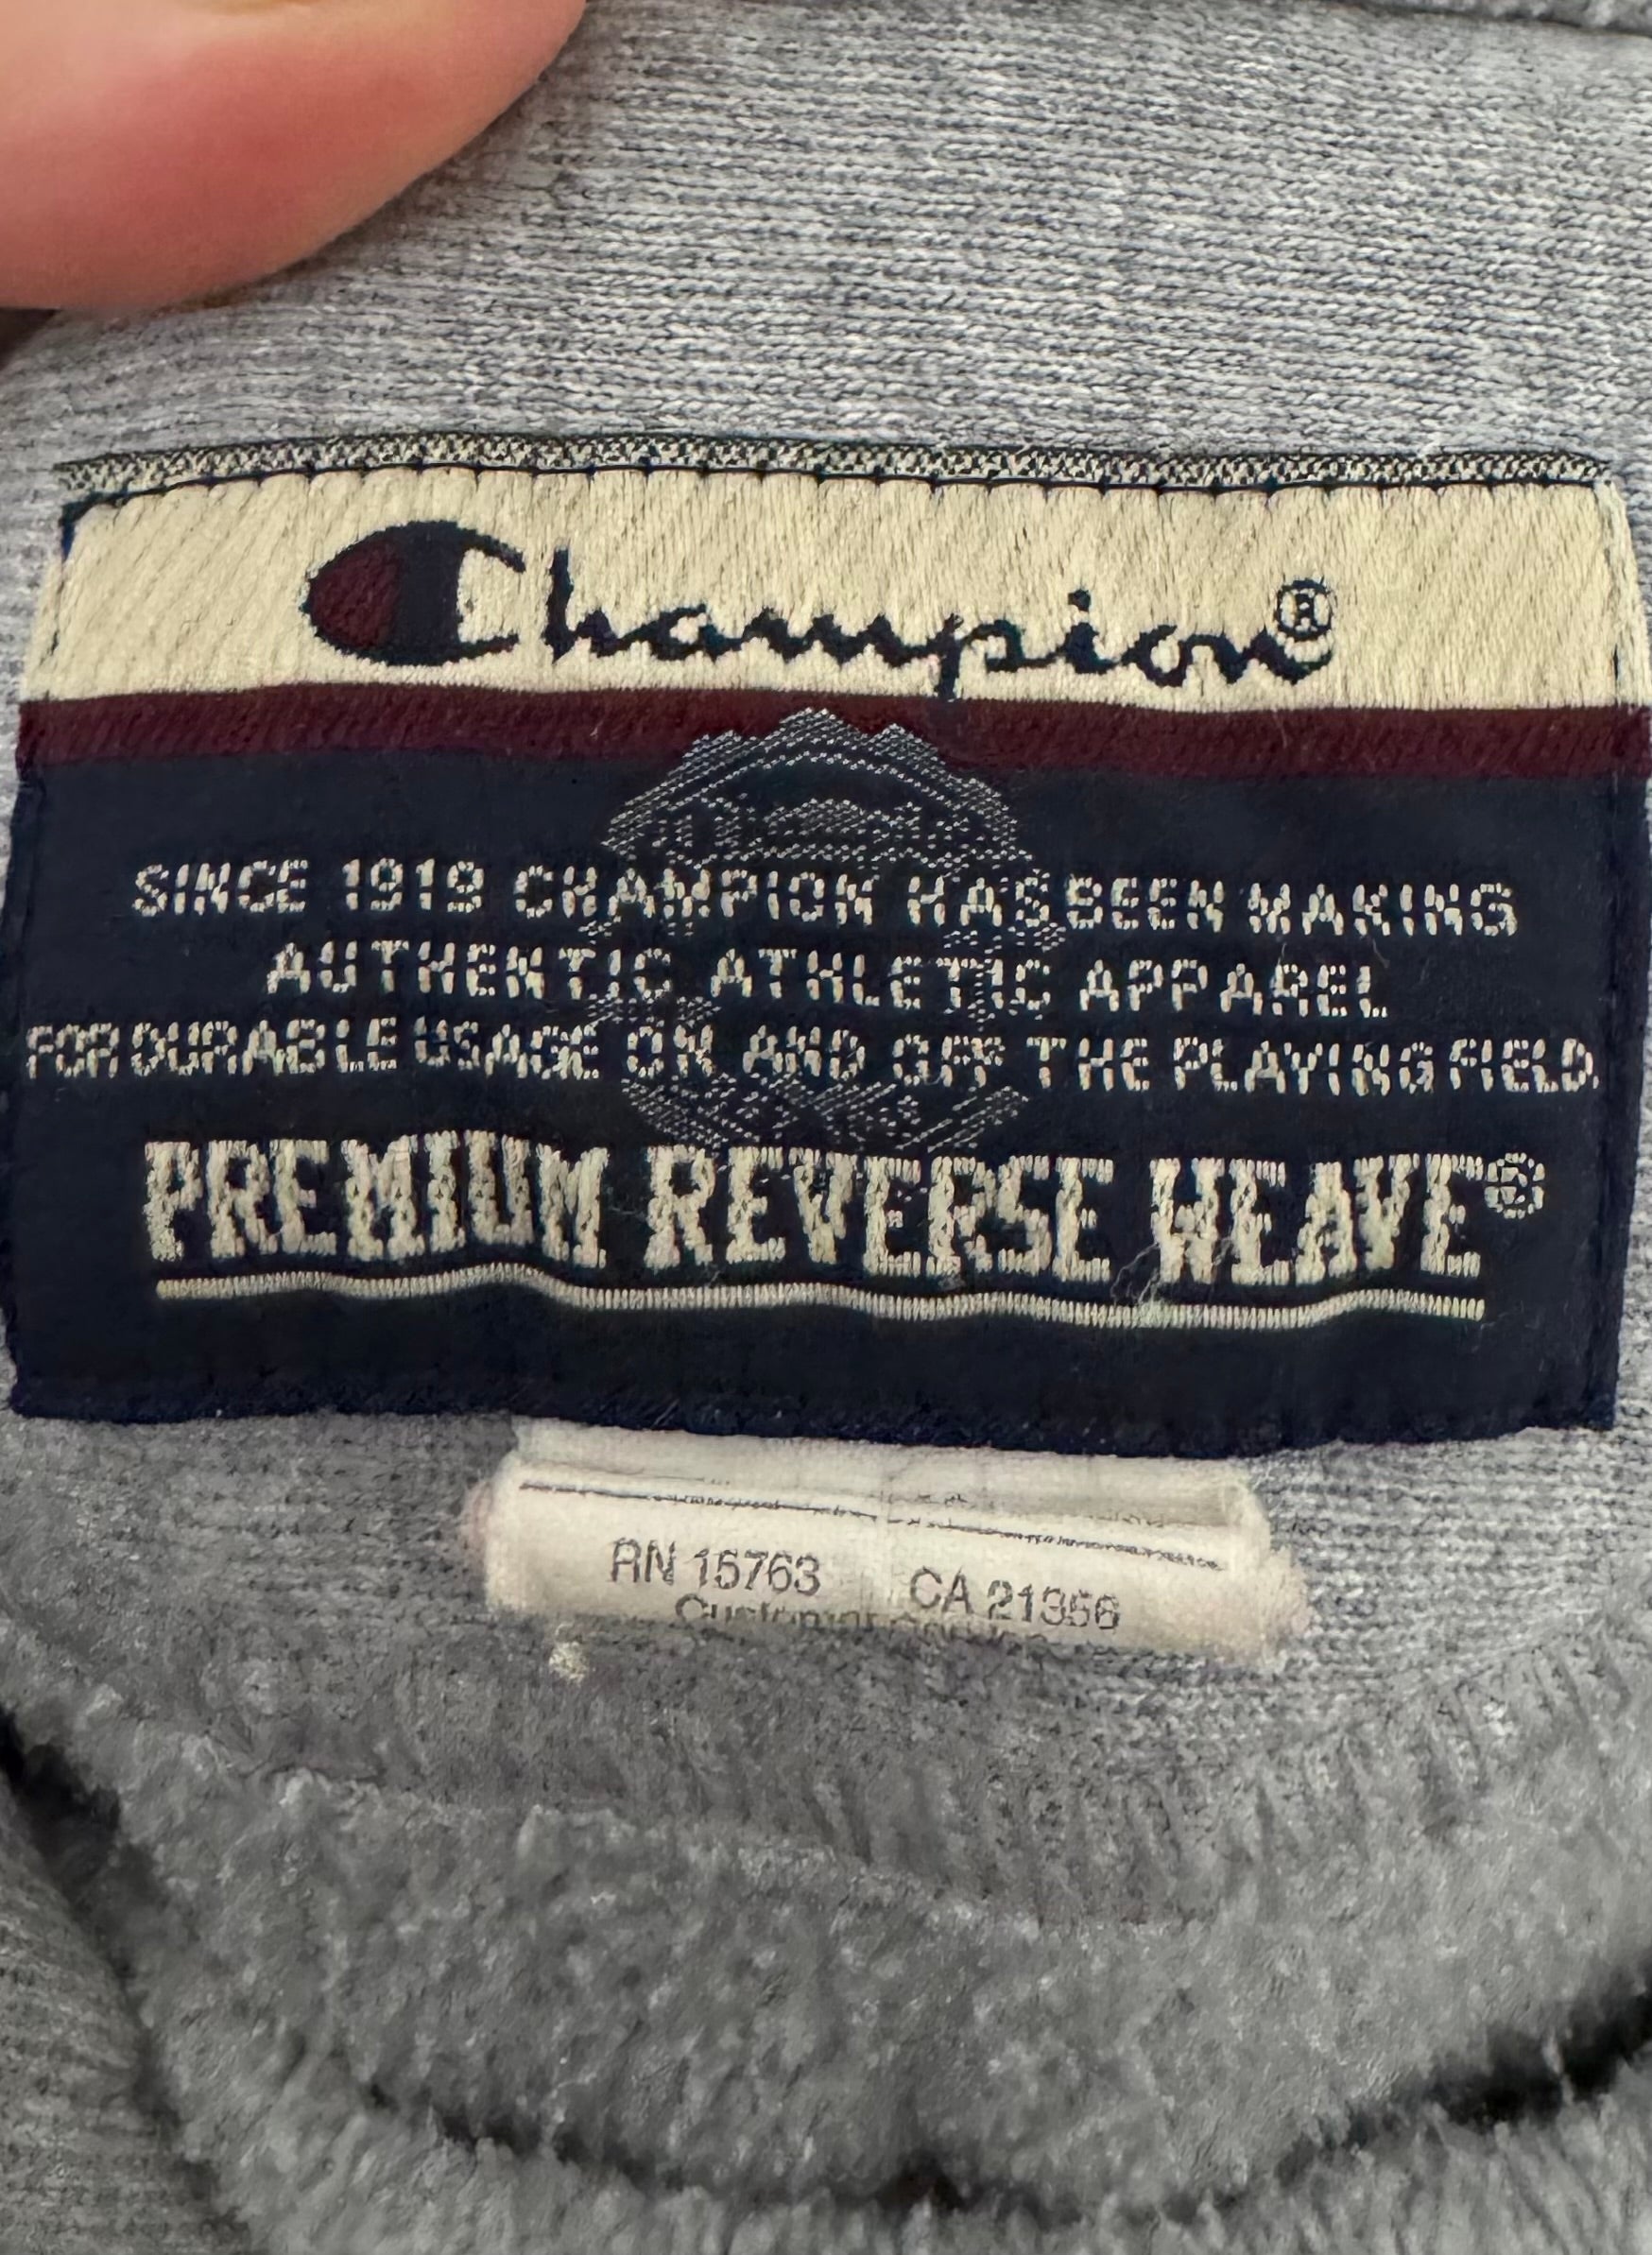 Champion®
SINCE 1919 CHAMPION HAS BEEN MAKING
AUTHENTIC ATHLETIC APPAREL
FOR DURABLE USAGE ON AND OFF THE PLAYING FIELD.
PREMIUM REVERSE WEAVE®
RN 15763 CA 21356
Customer